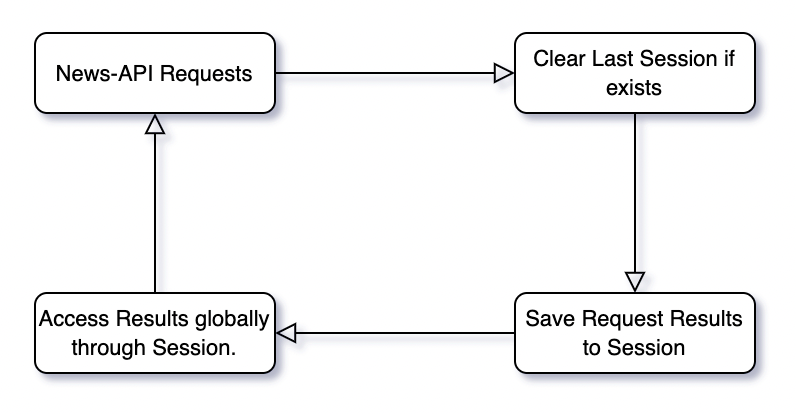 News-API Requests
Clear Last Session if
exists
Access Results globally
through Session.
Save Request Results
to Session